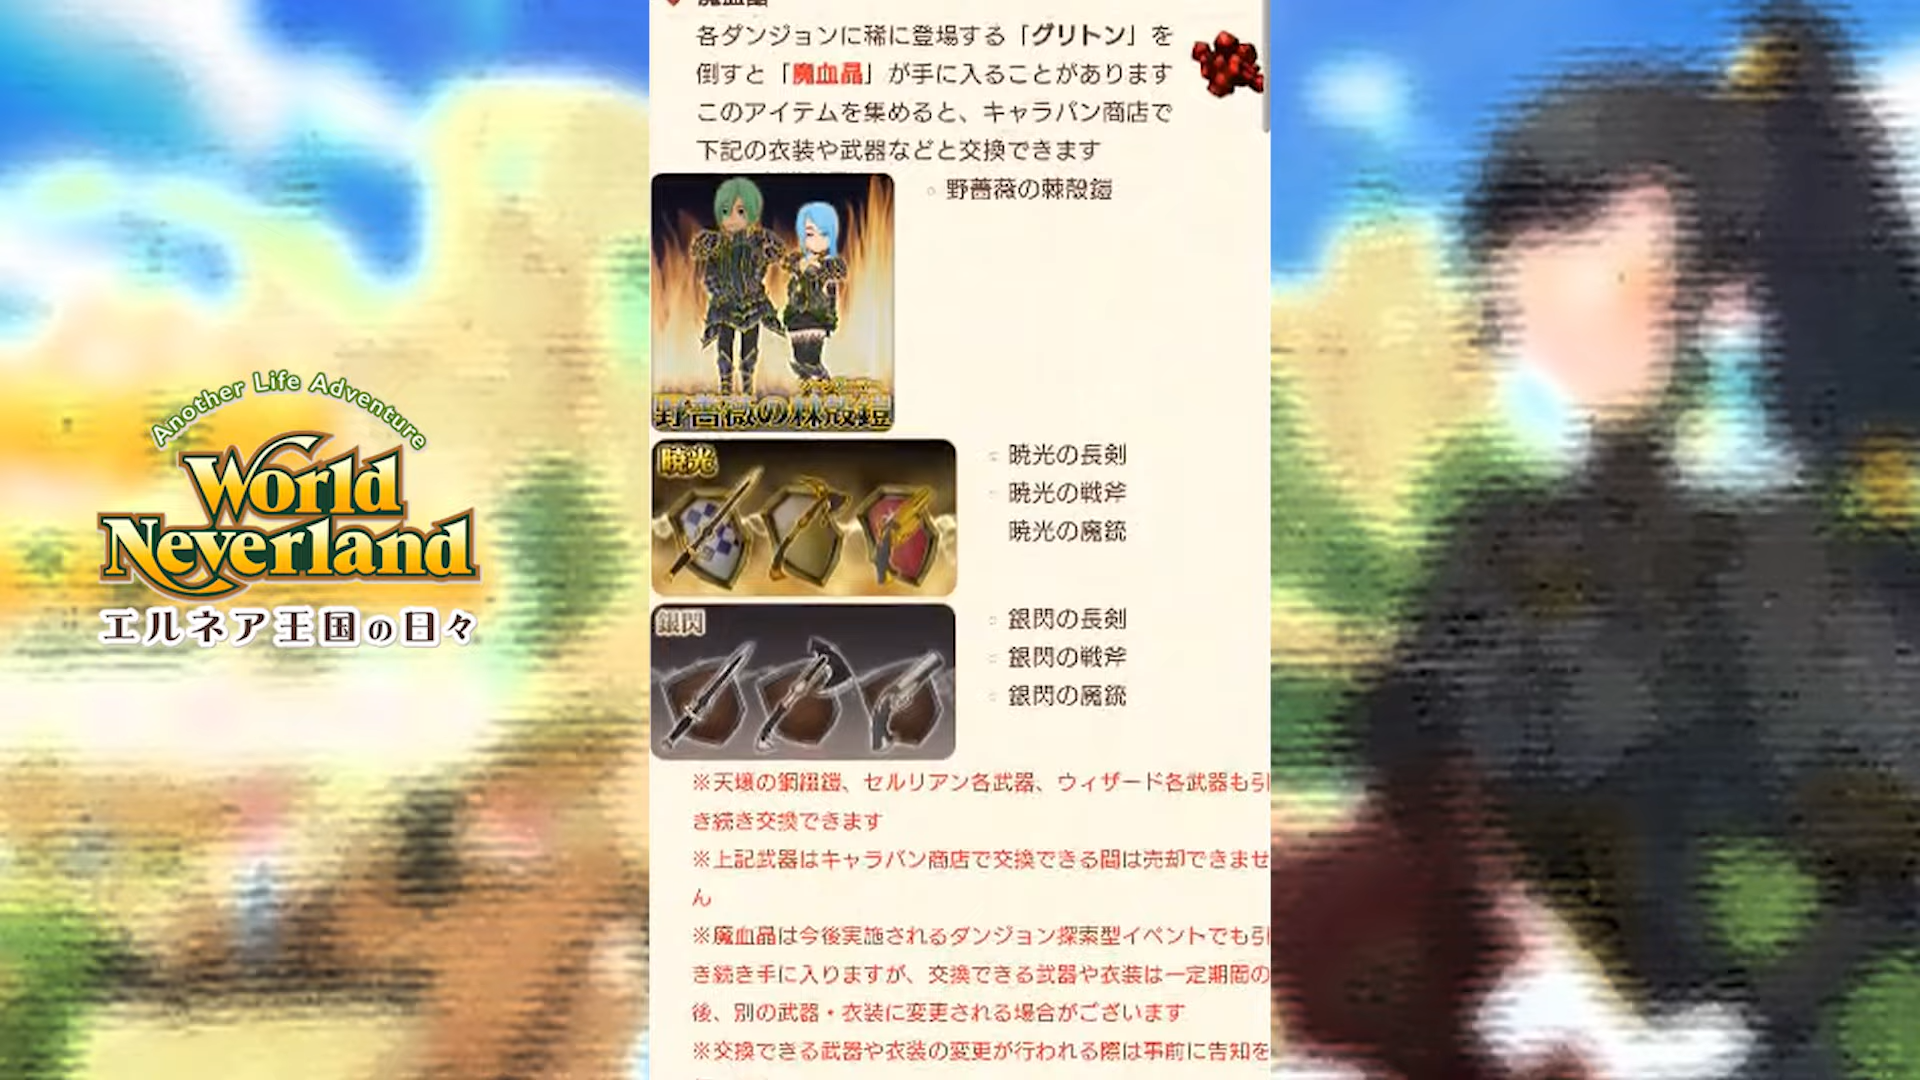 Another Life Adventure
World
Neverland
エルネア王国の日々
魔血晶
各ダンジョンに稀に登場する「グリトン」を
倒すと「魔血晶」が手に入ることがあります
このアイテムを集めると、キャラバン商店で
下記の衣装や武器などと交換できます
野薔薇の棘殻鎧
野薔薇の棘殻鎧
暁光
暁光の長剣
暁光の戦斧
暁光の魔銃
銀閃
銀閃の長剣
銀閃の戦斧
銀閃の魔銃
※天壌の鋼綴鎧、セルリアン各武器、ウィザード各武器も引
き続き交換できます
※上記武器はキャラバン商店で交換できる間は売却できませ
ん
※魔血晶は今後実施されるダンジョン探索型イベントでも引
き続き手に入りますが、交換できる武器や衣装は一定期間の
後、別の武器・衣装に変更される場合がございます
※交換できる武器や衣装の変更が行われる際は事前に告知を